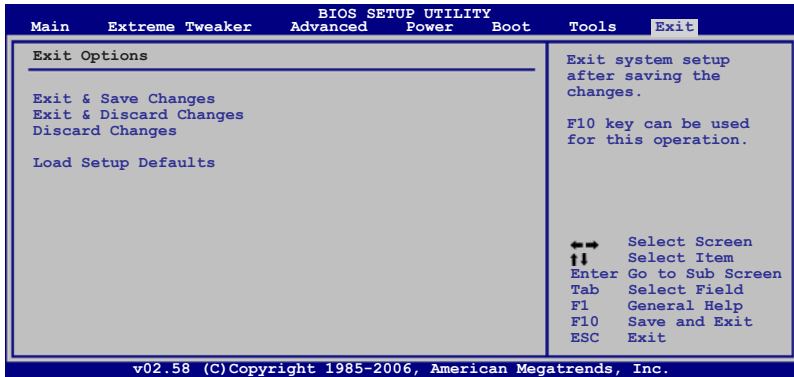 BIOS SETUP UTILITY
Main Extreme Tweaker Advanced Power Boot Tools Exit
Exit Options
Exit & Save Changes
Exit & Discard Changes
Discard Changes
Load Setup Defaults
Exit system setup
after saving the
changes.
F10 key can be used
for this operation.
←→ Select Screen
↑↓ Select Item
Enter Go to Sub Screen
Tab Select Field
F1 General Help
F10 Save and Exit
ESC Exit
v02.58 (C)Copyright 1985-2006, American Megatrends, Inc.